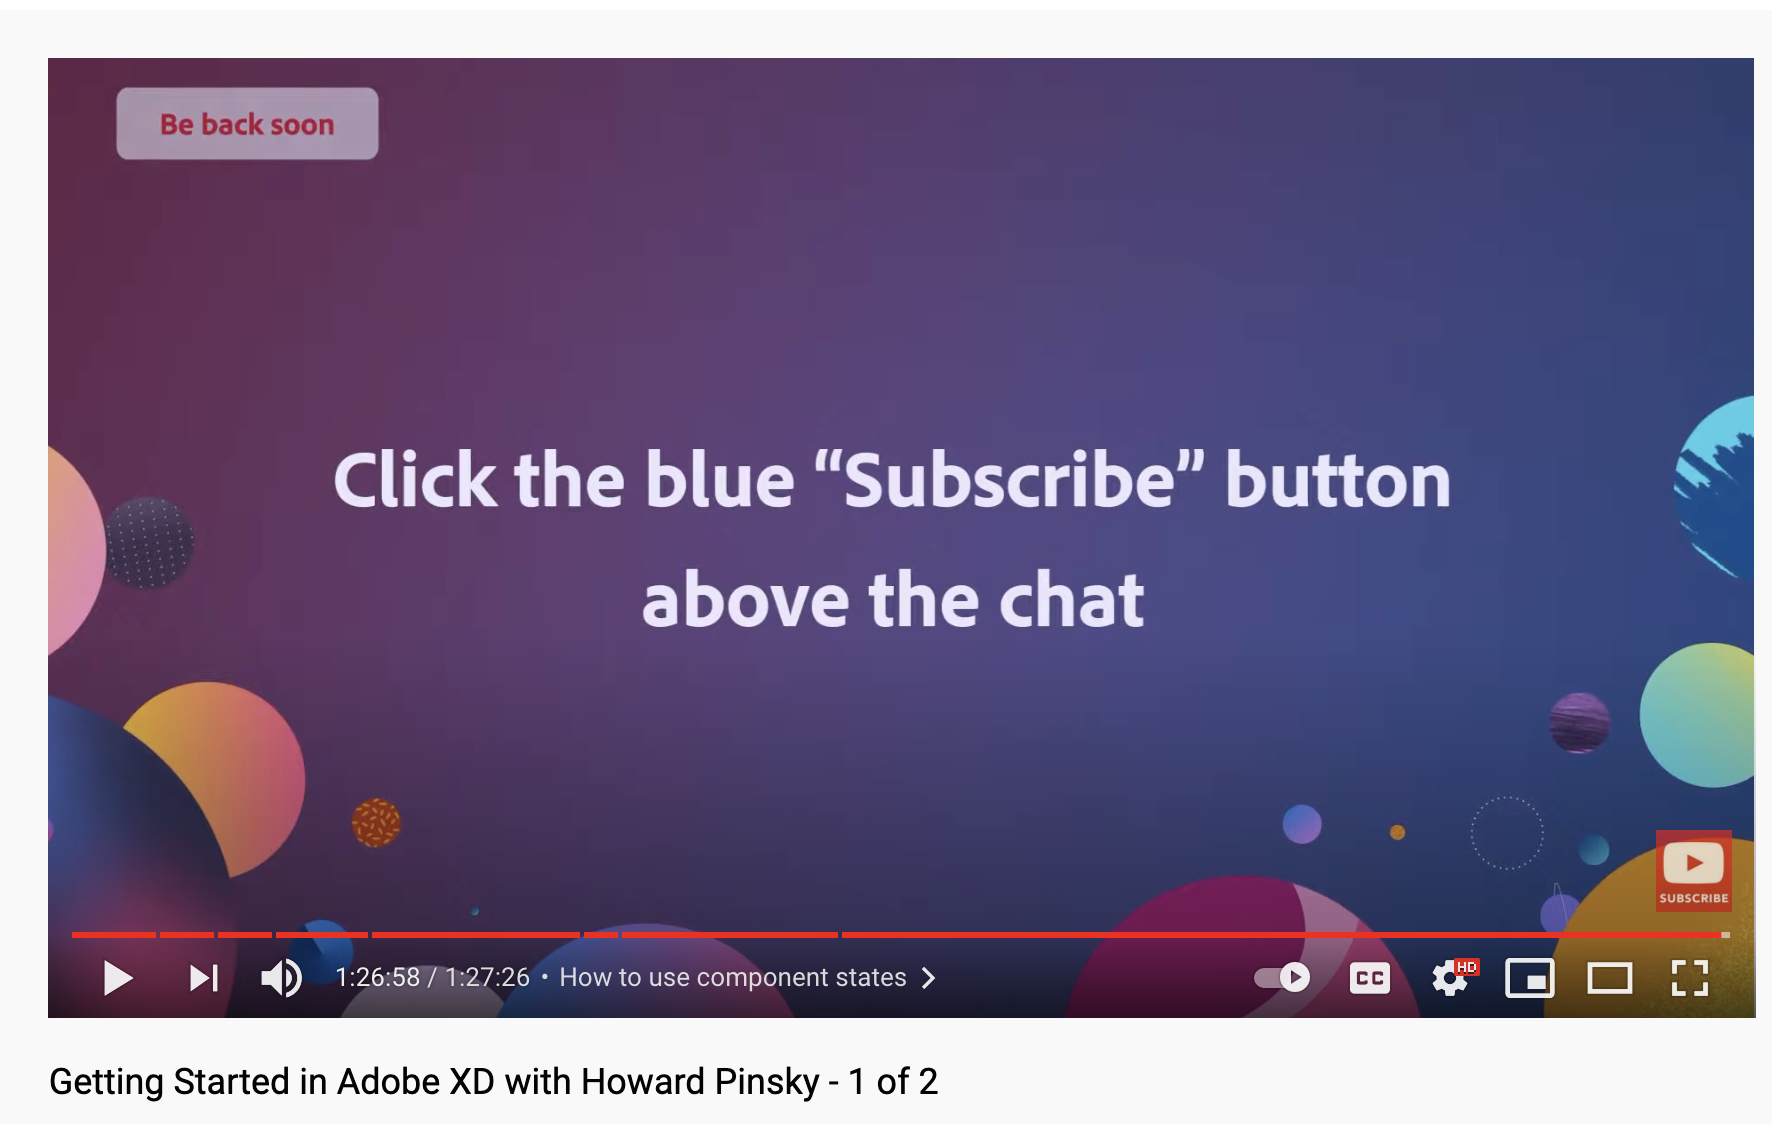 Be back soon
Click the blue “Subscribe” button
above the chat
SUBSCRIBE
1:26:58 / 1:27:26 • How to use component states
CC
HD
Getting Started in Adobe XD with Howard Pinsky - 1 of 2